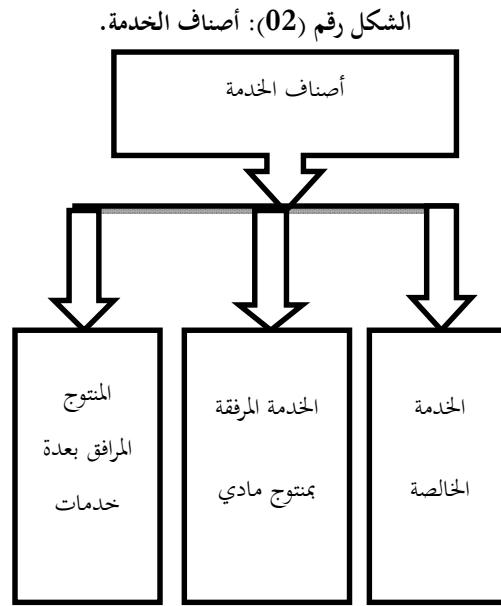 الشكل رقم (02): أصناف الخدمة.
أصناف الخدمة
الخدمة
الخالصة
الخدمة المرفقة
بمنتوج مادي
المنتوج
المرافق بعدة
خدمات